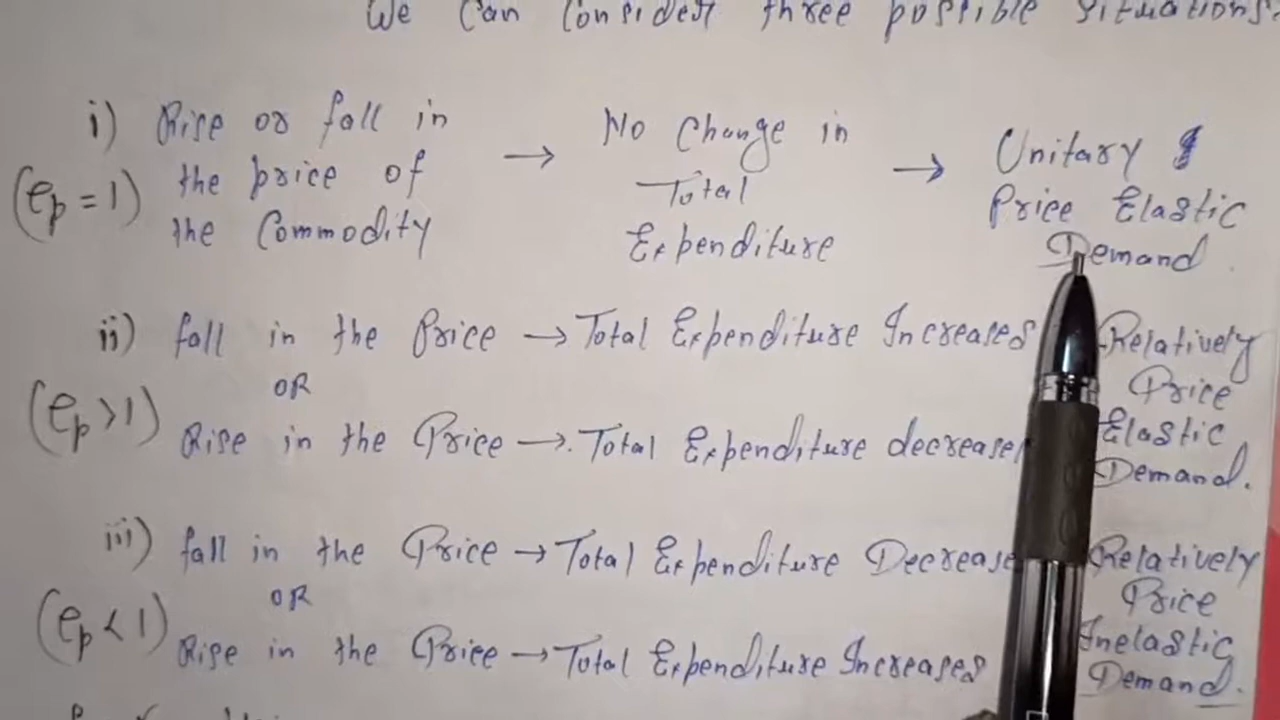 We Can Consider three possible situations.
i) Rise or fall in the price of the Commodity → No Change in Total Expenditure → Unitary Price Elastic Demand
(ep = 1)
ii) fall in the Price → Total Expenditure Increased Relatively Price Elastic Demand.
OR
(ep > 1)
Rise in the Price → Total Expenditure decreases
iii) fall in the Price → Total Expenditure Decrease Relatively Price Inelastic Demand.
OR
(ep < 1)
Rise in the Price → Total Expenditure Increased